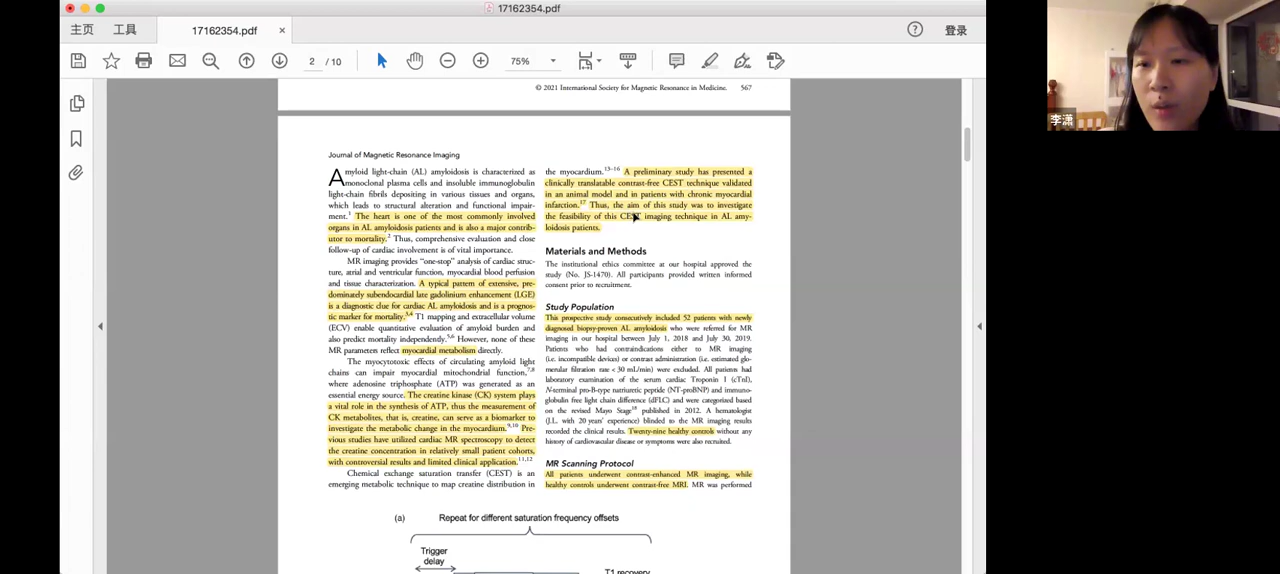 17162354.pdf
主页
工具
17162354.pdf
×
登录
2 / 10
75%
李潇
© 2021 International Society for Magnetic Resonance in Medicine. 567
Journal of Magnetic Resonance Imaging
Amyloid light-chain (AL) amyloidosis is characterized as
monoclonal plasma cells and insoluble immunoglobulin
light-chain fibrils depositing in various tissues and organs,
which leads to structural alteration and functional impair-
ment.1 The heart is one of the most commonly involved
organs in AL amyloidosis patients and is also a major contrib-
utor to mortality.2 Thus, comprehensive evaluation and close
follow-up of cardiac involvement is of vital importance.
MR imaging provides "one-stop" analysis of cardiac struc-
ture, atrial and ventricular function, myocardial blood perfusion
and tissue characterization. A typical pattern of extensive, pre-
dominately subendocardial late gadolinium enhancement (LGE)
is a diagnostic clue for cardiac AL amyloidosis and is a prognos-
tic marker for mortality.3,4 T1 mapping and extracellular volume
(ECV) enable quantitative evaluation of amyloid burden and
also predict mortality independently.5,6 However, none of these
MR parameters reflect myocardial metabolism directly.
The myocytotoxic effects of circulating amyloid light
chains can impair myocardial mitochondrial function,7,8
where adenosine triphosphate (ATP) was generated as an
essential energy source. The creatine kinase (CK) system plays
a vital role in the synthesis of ATP, thus the measurement of
CK metabolites, that is, creatine, can serve as a biomarker to
investigate the metabolic change in the myocardium.9,10 Pre-
vious studies have utilized cardiac MR spectroscopy to detect
the creatine concentration in relatively small patient cohorts,
with controversial results and limited clinical application.11,12
Chemical exchange saturation transfer (CEST) is an
emerging metabolic technique to map creatine distribution in
the myocardium.13–16 A preliminary study has presented a
clinically translatable contrast-free CEST technique validated
in an animal model and in patients with chronic myocardial
infarction.17 Thus, the aim of this study was to investigate
the feasibility of this CEST imaging technique in AL amy-
loidosis patients.
Materials and Methods
The institutional ethics committee at our hospital approved the
study (No. JS-1470). All participants provided written informed
consent prior to recruitment.
Study Population
This prospective study consecutively included 52 patients with newly
diagnosed biopsy-proven AL amyloidosis who were referred for MR
imaging in our hospital between July 1, 2018 and July 30, 2019.
Patients who had contraindications either to MR imaging
(i.e. incompatible devices) or contrast administration (i.e. estimated glo-
merular filtration rate < 30 mL/min) were excluded. All patients had
laboratory examination of the serum cardiac Troponin I (cTnI),
N-terminal pro-B-type natriuretic peptide (NT-proBNP) and immuno-
globulin free light chain difference (dFLC) and were categorized based
on the revised Mayo Stage18 published in 2012. A hematologist
(J.L. with 20 years' experience) blinded to the MR imaging results
recorded the clinical results. Twenty-nine healthy controls without any
history of cardiovascular disease or symptoms were also recruited.
MR Scanning Protocol
All patients underwent contrast-enhanced MR imaging, while
healthy controls underwent contrast-free MRI. MR was performed
(a) Repeat for different saturation frequency offsets
Trigger
delay
T1 recovery